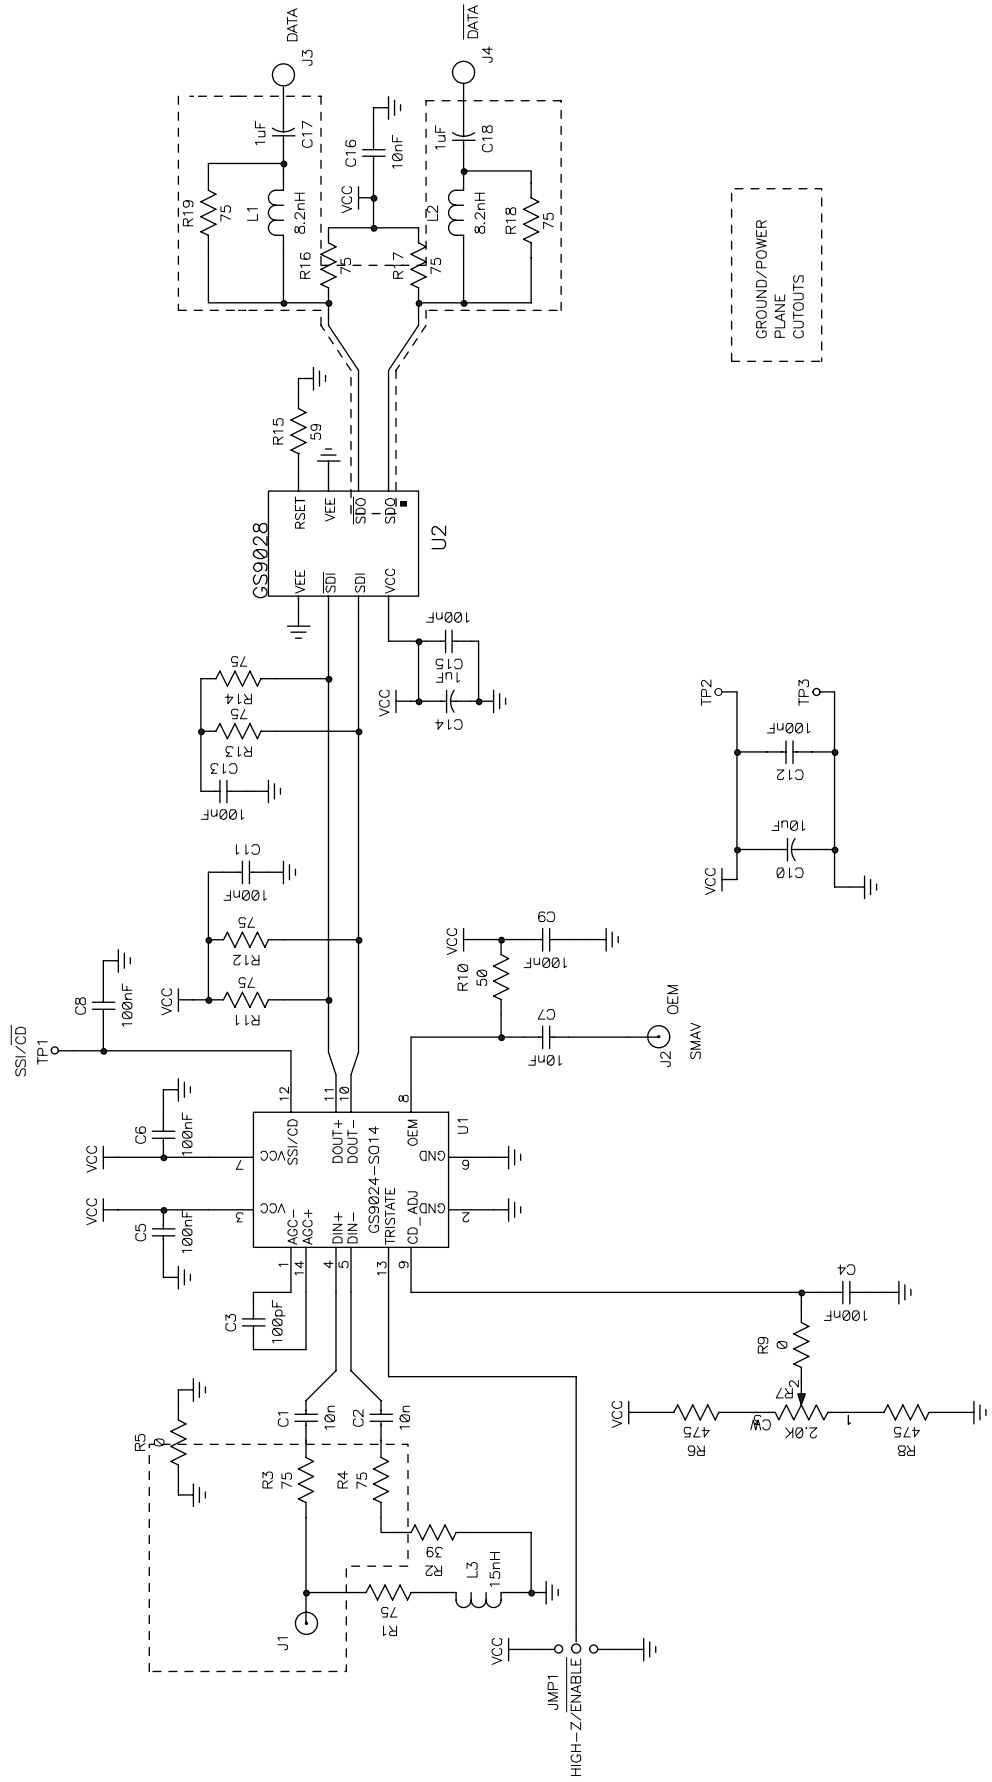 DATA
J3
DATA
J4
1uF
C17
R19
75
L1
8.2nH
VCC
C16
10nF
1uF
C18
L2
8.2nH
R18
75
R16
75
R17
75
GROUND/POWER
PLANE
CUTOUTS
R15
59
GS9028
U2
RSET
VEE
SDO
SDO
VEE
SDI
SDI
VCC
75
R14
75
R13
C13
100nF
VCC
100nF
C15
1uF
C14
C11
100nF
75
R12
75
R11
VCC
TP2
TP3
100nF
C12
10uF
C10
VCC
SSI/CD
TP1
C8
100nF
VCC
R10
50
C9
100nF
C7
10nF
J2
OEM
SMAV
VCC
C6
100nF
VCC
C5
100nF
U1
GS9024-SO14
12
SSI/CD
11
DOUT+
10
DOUT-
8
OEM
7
VCC
3
VCC
6
GND
2
GND
1
AGC-
14
AGC+
4
DIN+
5
DIN-
13
TRISTATE
9
CD_ADJ
C3
100pF
R5
0
C1
10n
C2
10n
R3
75
R4
75
39
R2
L3
15nH
75
R1
J1
VCC
JMP1
HIGH-Z/ENABLE
C4
100nF
R9
0
R7
2
VCC
475
R6
3
CW
2.0K
1
475
R8